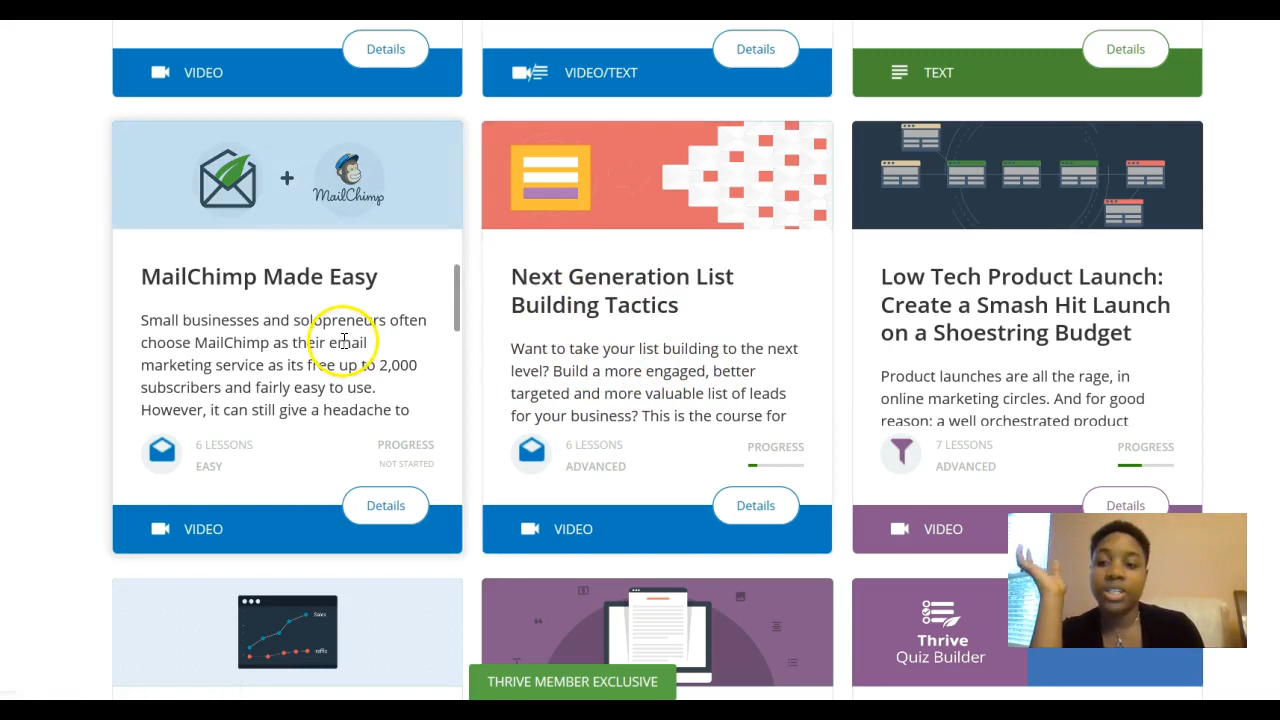 Details
VIDEO
Details
VIDEO/TEXT
Details
TEXT
MailChimp
MailChimp Made Easy
Small businesses and solopreneurs often
choose MailChimp as their email
marketing service as its free up to 2,000
subscribers and fairly easy to use.
However, it can still give a headache to
6 LESSONS
EASY
PROGRESS
NOT STARTED
Details
VIDEO
Next Generation List
Building Tactics
Want to take your list building to the next
level? Build a more engaged, better
targeted and more valuable list of leads
for your business? This is the course for
6 LESSONS
ADVANCED
PROGRESS
Details
VIDEO
Low Tech Product Launch:
Create a Smash Hit Launch
on a Shoestring Budget
Product launches are all the rage, in
online marketing circles. And for good
reason: a well orchestrated product
7 LESSONS
ADVANCED
PROGRESS
Details
VIDEO
Sales
Traffic
THRIVE MEMBER EXCLUSIVE
Thrive
Quiz Builder